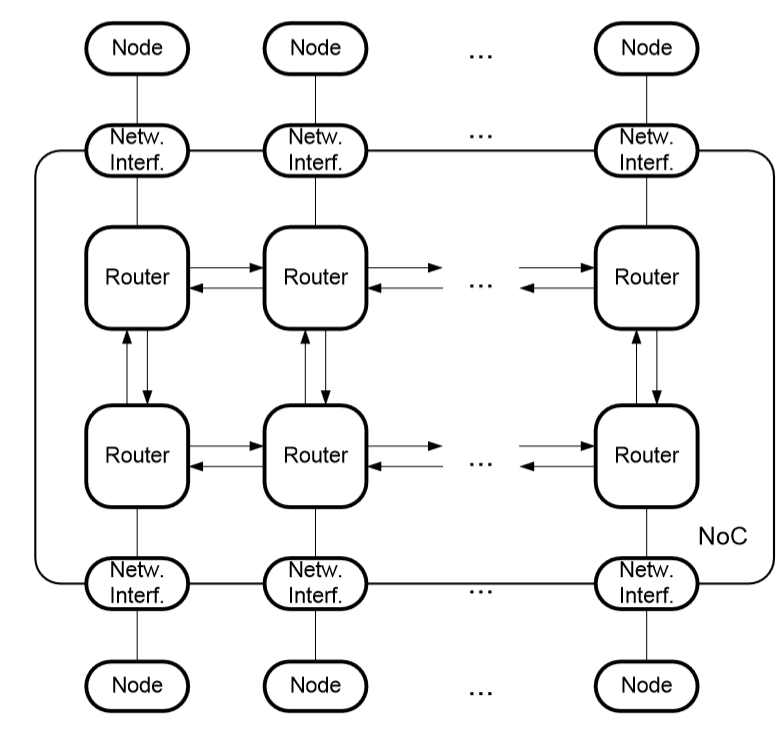 Node Node ... Node
Netw. Netw. ... Netw.
Interf. Interf. Interf.
Router Router ... Router
Router Router ... Router
NoC
Netw. Netw. Netw.
Interf. Interf. ... Interf.
Node Node ... Node